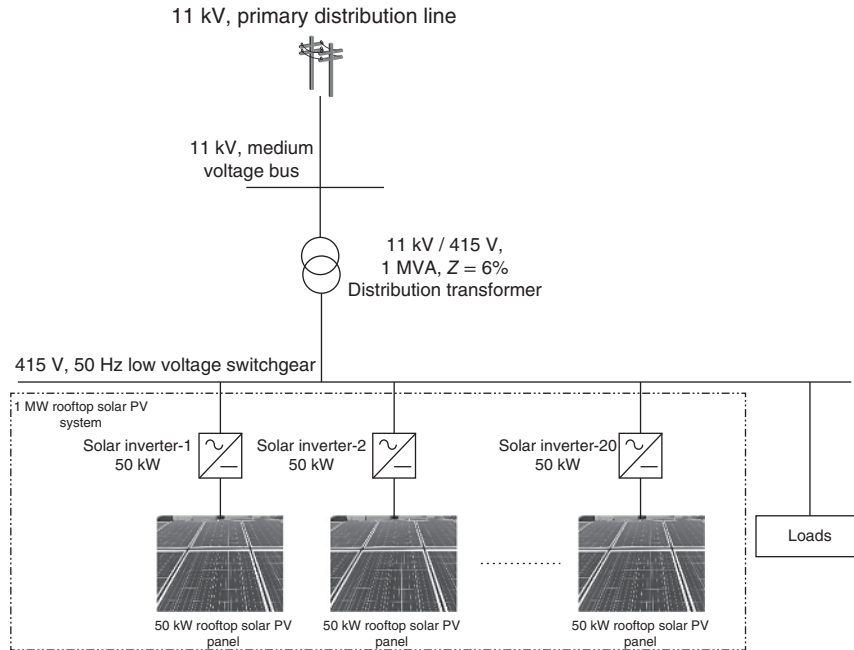 11 kV, primary distribution line
11 kV, medium
voltage bus
11 kV / 415 V,
1 MVA, Z = 6%
Distribution transformer
415 V, 50 Hz low voltage switchgear
1 MW rooftop solar PV
system
Solar inverter-1
50 kW
Solar inverter-2
50 kW
Solar inverter-20
50 kW
Loads
50 kW rooftop solar PV
panel
50 kW rooftop solar PV
panel
50 kW rooftop solar PV
panel